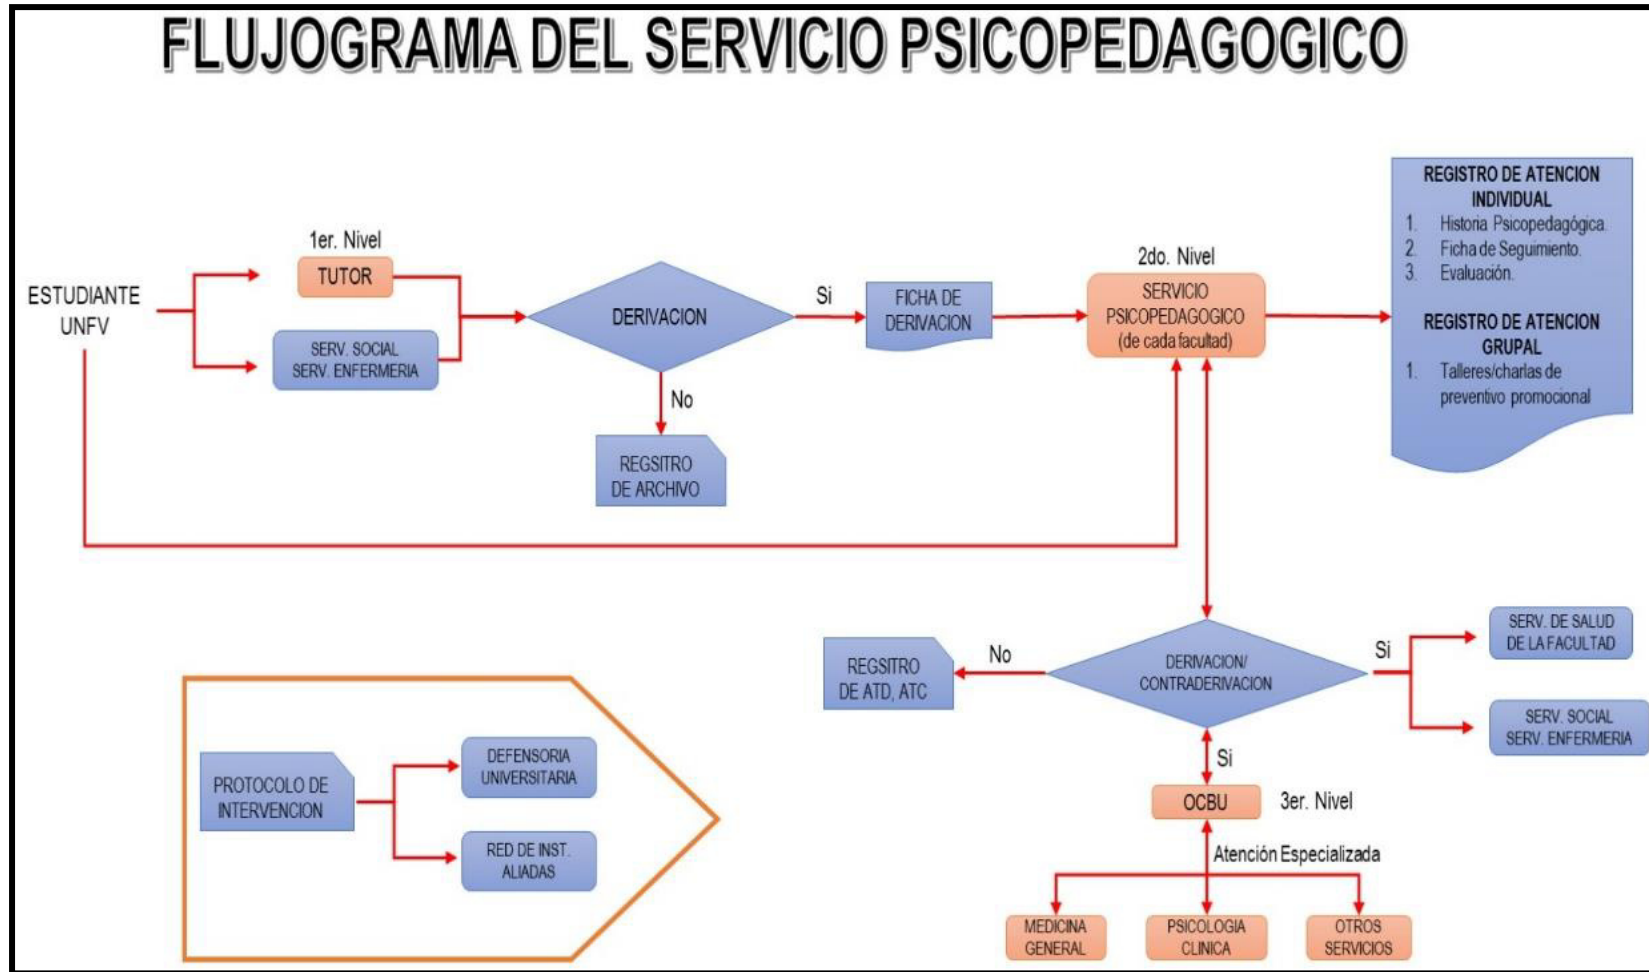 FLUJOGRAMA DEL SERVICIO PSICOPEDAGOGICO
ESTUDIANTE
UNFV
1er. Nivel
TUTOR
SERV. SOCIAL
SERV. ENFERMERIA
DERIVACION
Si
No
REGSITRO
DE ARCHIVO
FICHA DE
DERIVACION
2do. Nivel
SERVICIO
PSICOPEDAGOGICO
(de cada facultad)
REGISTRO DE ATENCION
INDIVIDUAL
1. Historia Psicopedagógica.
2. Ficha de Seguimiento.
3. Evaluación.
REGISTRO DE ATENCION
GRUPAL
1. Talleres/charlas de
preventivo promocional
DERIVACION/
CONTRADERIVACION
No
REGSITRO
DE ATD, ATC
Si
SERV. DE SALUD
DE LA FACULTAD
SERV. SOCIAL
SERV. ENFERMERIA
Si
OCBU
3er. Nivel
Atención Especializada
MEDICINA
GENERAL
PSICOLOGIA
CLINICA
OTROS
SERVICIOS
PROTOCOLO DE
INTERVENCION
DEFENSORIA
UNIVERSITARIA
RED DE INST.
ALIADAS